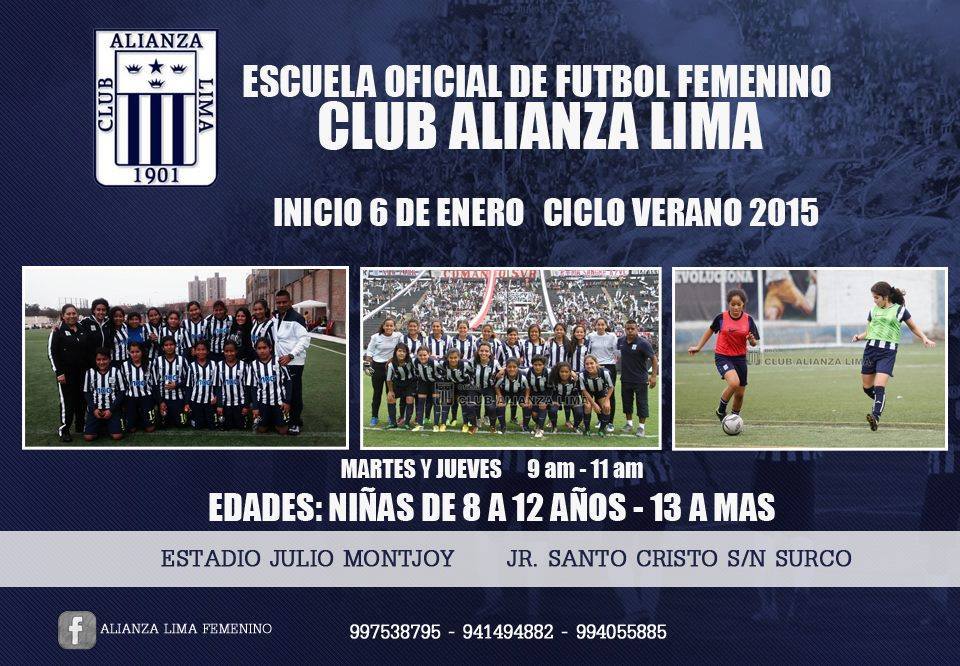 ALIANZA
CLUB
LIMA
1901
ESCUELA OFICIAL DE FUTBOL FEMENINO
CLUB ALIANZA LIMA
INICIO 6 DE ENERO CICLO VERANO 2015
CLUB ALIANZA LIMA
CLUB ALIANZA LIMA
MARTES Y JUEVES 9 am - 11 am
EDADES: NIÑAS DE 8 A 12 AÑOS - 13 A MAS
ESTADIO JULIO MONTJOY JR. SANTO CRISTO S/N SURCO
f ALIANZA LIMA FEMENINO
997538795 - 941494882 - 994055885